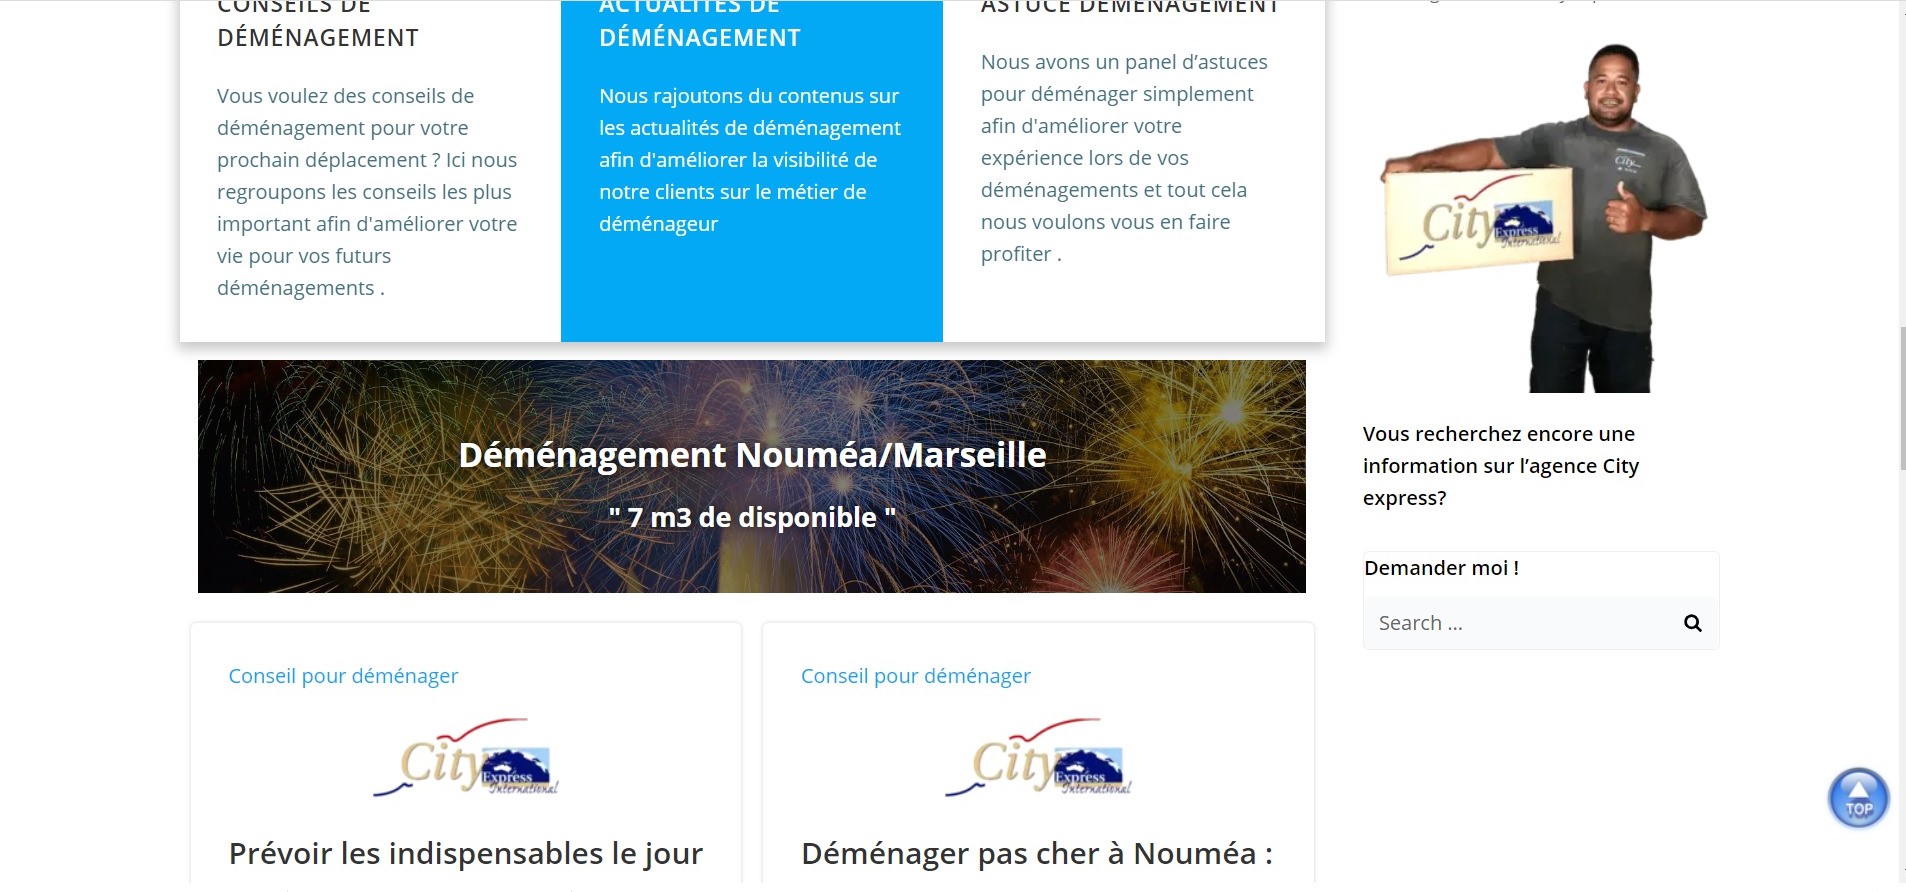 CONSEILS DE
DÉMÉNAGEMENT
Vous voulez des conseils de
déménagement pour votre
prochain déplacement ? Ici nous
regroupons les conseils les plus
important afin d'améliorer votre
vie pour vos futurs
déménagements .
ACTUALITÉS DE
DÉMÉNAGEMENT
Nous rajoutons du contenus sur
les actualités de déménagement
afin d'améliorer la visibilité de
notre clients sur le métier de
déménageur
ASTUCE DÉMÉNAGEMENT
Nous avons un panel d’astuces
pour déménager simplement
afin d'améliorer votre
expérience lors de vos
déménagements et tout cela
nous voulons vous en faire
profiter .
Déménagement Nouméa/Marseille
" 7 m3 de disponible "
Conseil pour déménager
City
Express
International
Prévoir les indispensables le jour
Conseil pour déménager
City
Express
International
Déménager pas cher à Nouméa :
City
City
Express
International
Vous recherchez encore une
information sur l’agence City
express?
Demander moi !
Search ...
TOP